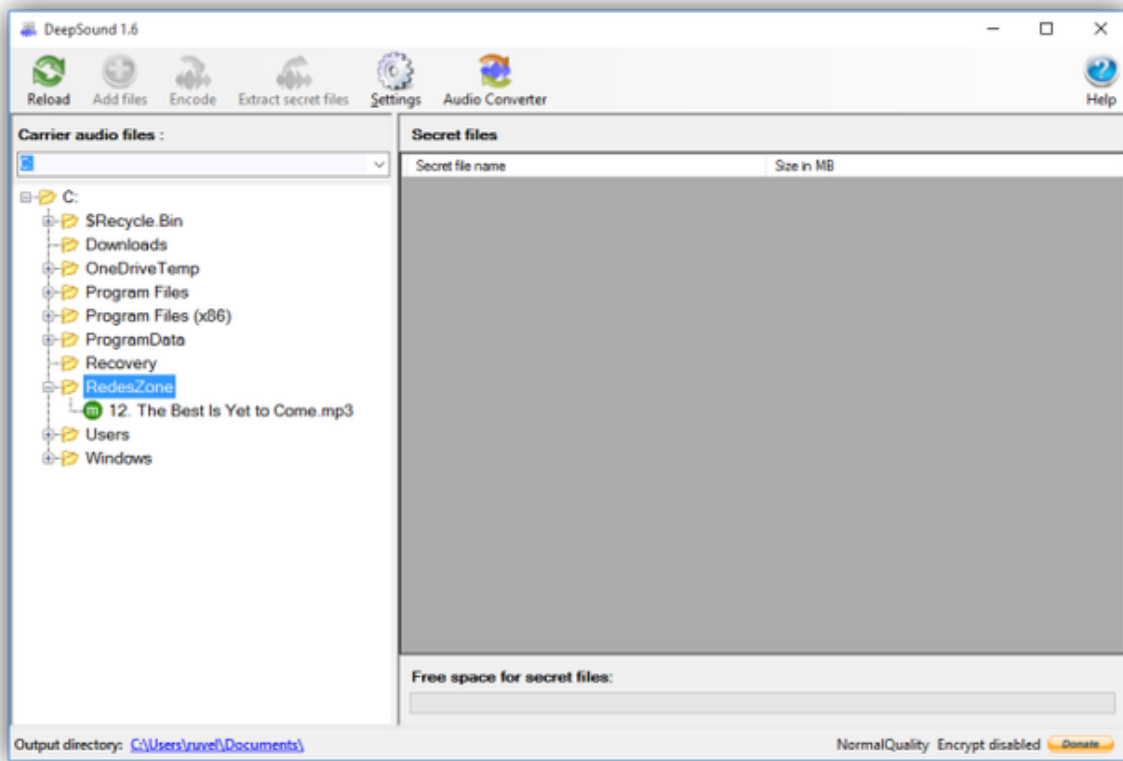 DeepSound 1.6
Reload Add files Encode Extract secret files Settings Audio Converter Help
Carrier audio files :
C:
C:
$Recycle.Bin
Downloads
OneDriveTemp
Program Files
Program Files (x86)
ProgramData
Recovery
RedesZone
12. The Best Is Yet to Come.mp3
Users
Windows
Secret files
Secret file name Size in MB
Free space for secret files:
Output directory: C:\Users\ruvel\Documents\ NormalQuality Encrypt disabled Donate